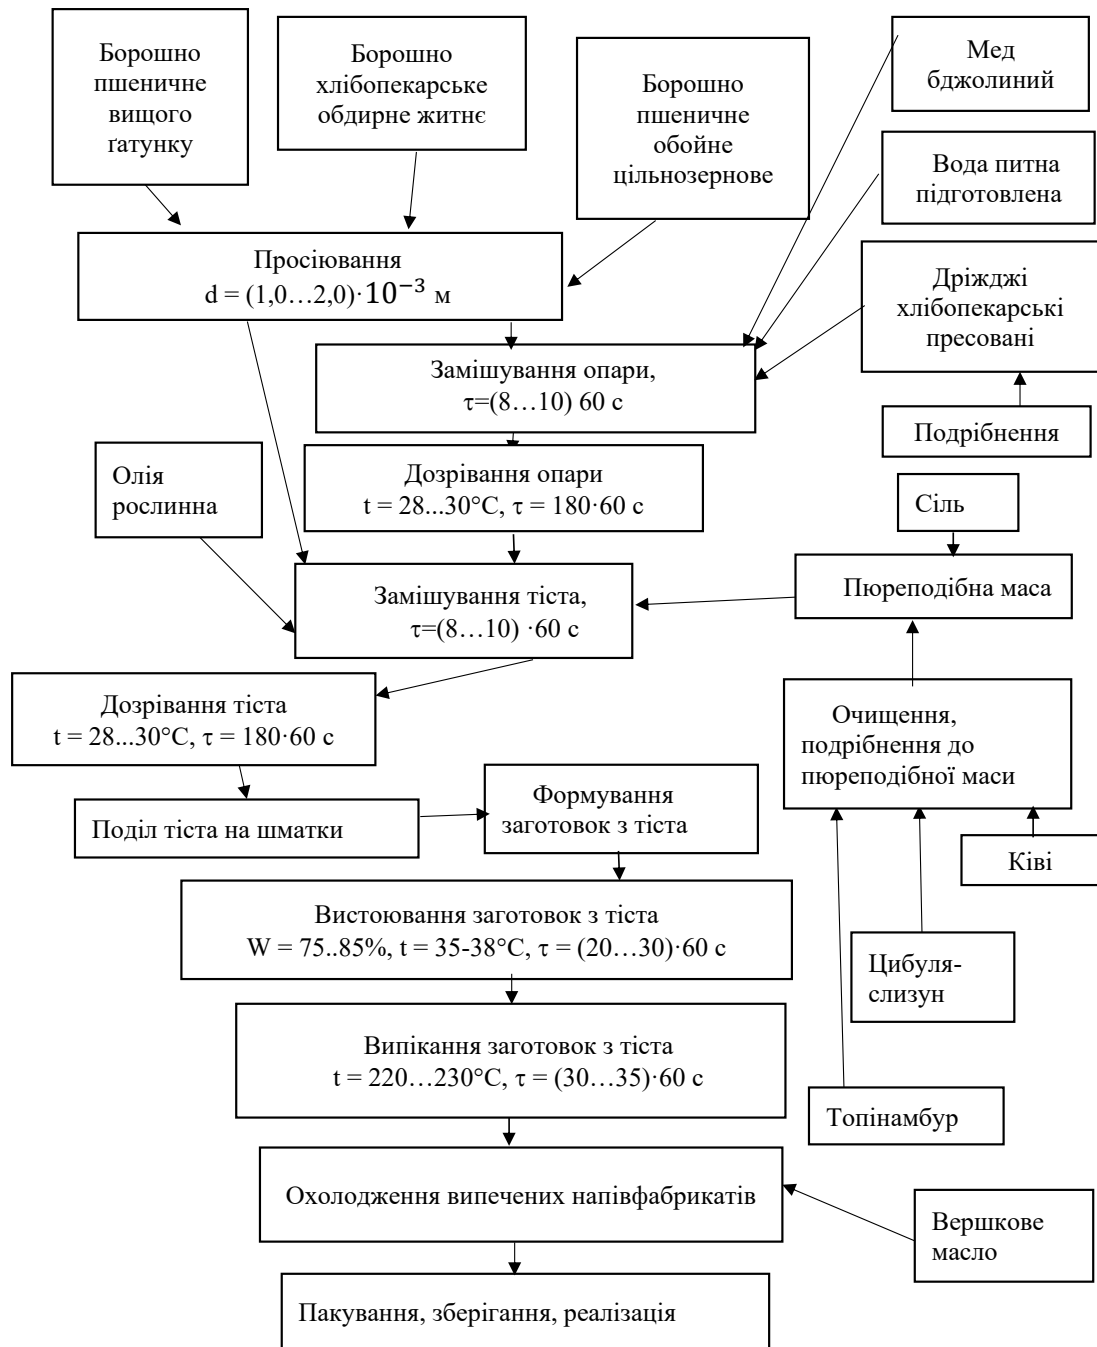 Борошно
пшеничне
вищого
ґатунку
Борошно
хлібопекарське
обдирне житнє
Борошно
пшеничне
обойне
цільнозернове
Мед
бджолиний
Вода питна
підготовлена
Просіювання
d = (1,0…2,0)·10⁻³ м
Дріжджі
хлібопекарські
пресовані
Замішування опари,
τ=(8…10) 60 с
Подрібнення
Олія
рослинна
Дозрівання опари
t = 28...30°С, τ = 180·60 с
Сіль
Замішування тіста,
τ=(8…10) ·60 с
Пюреподібна маса
Дозрівання тіста
t = 28...30°С, τ = 180·60 с
Очищення,
подрібнення до
пюреподібної маси
Поділ тіста на шматки
Формування
заготовок з тіста
Ківі
Вистоювання заготовок з тіста
W = 75..85%, t = 35-38°С, τ = (20…30)·60 с
Цибуля-
слизун
Випікання заготовок з тіста
t = 220…230°С, τ = (30…35)·60 с
Топінамбур
Охолодження випечених напівфабрикатів
Вершкове
масло
Пакування, зберігання, реалізація